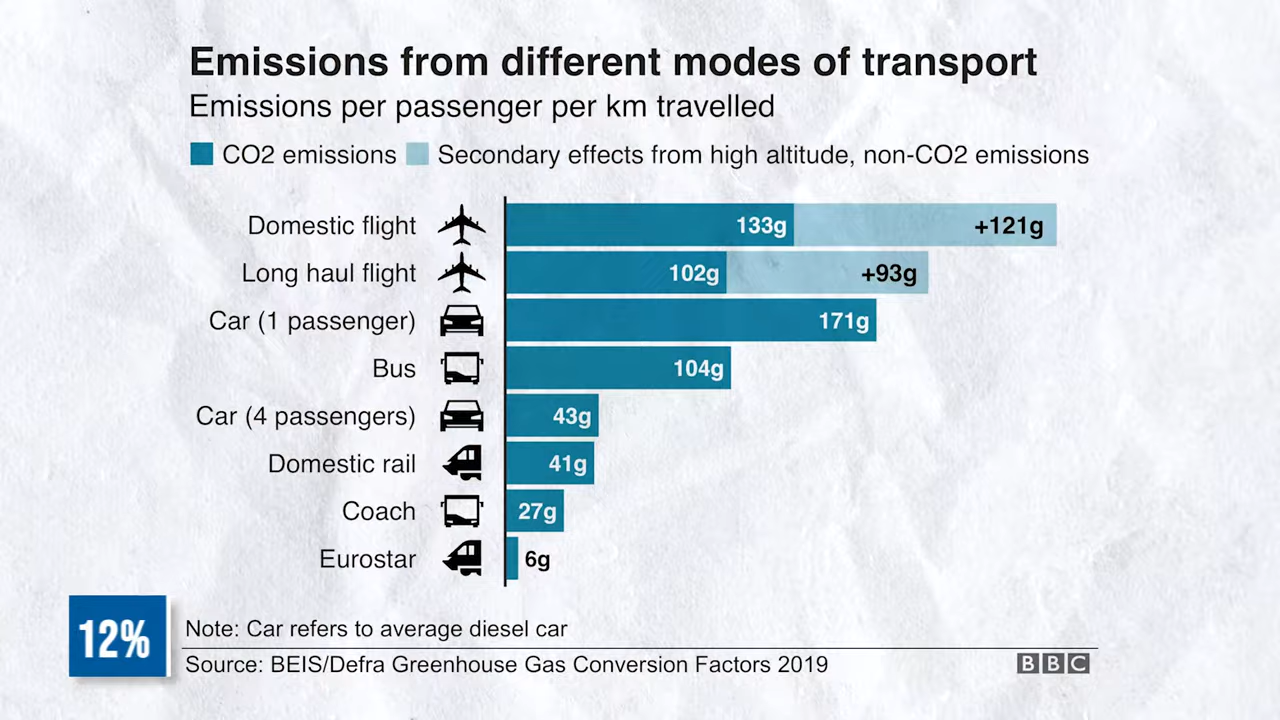 Emissions from different modes of transport
Emissions per passenger per km travelled
CO2 emissions Secondary effects from high altitude, non-CO2 emissions
Domestic flight 133g +121g
Long haul flight 102g +93g
Car (1 passenger) 171g
Bus 104g
Car (4 passengers) 43g
Domestic rail 41g
Coach 27g
Eurostar 6g
12%
Note: Car refers to average diesel car
Source: BEIS/Defra Greenhouse Gas Conversion Factors 2019
BBC